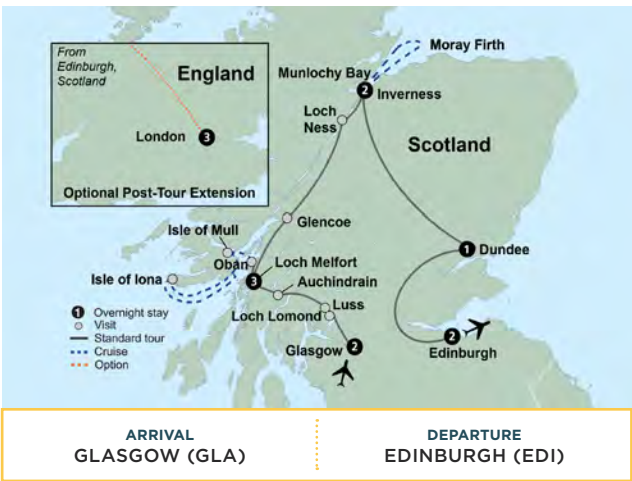 From
Edinburgh,
Scotland
England
London 3
Optional Post-Tour Extension
Moray Firth
Munlochy Bay
2 Inverness
Loch
Ness
Scotland
Glencoe
Isle of Mull
Oban
1 Dundee
Loch Melfort
3
Isle of Iona
Auchindrain
Luss
Loch Lomond
Glasgow 2
2
Edinburgh
1 Overnight stay
Visit
Standard tour
Cruise
Option
ARRIVAL
GLASGOW (GLA)
DEPARTURE
EDINBURGH (EDI)